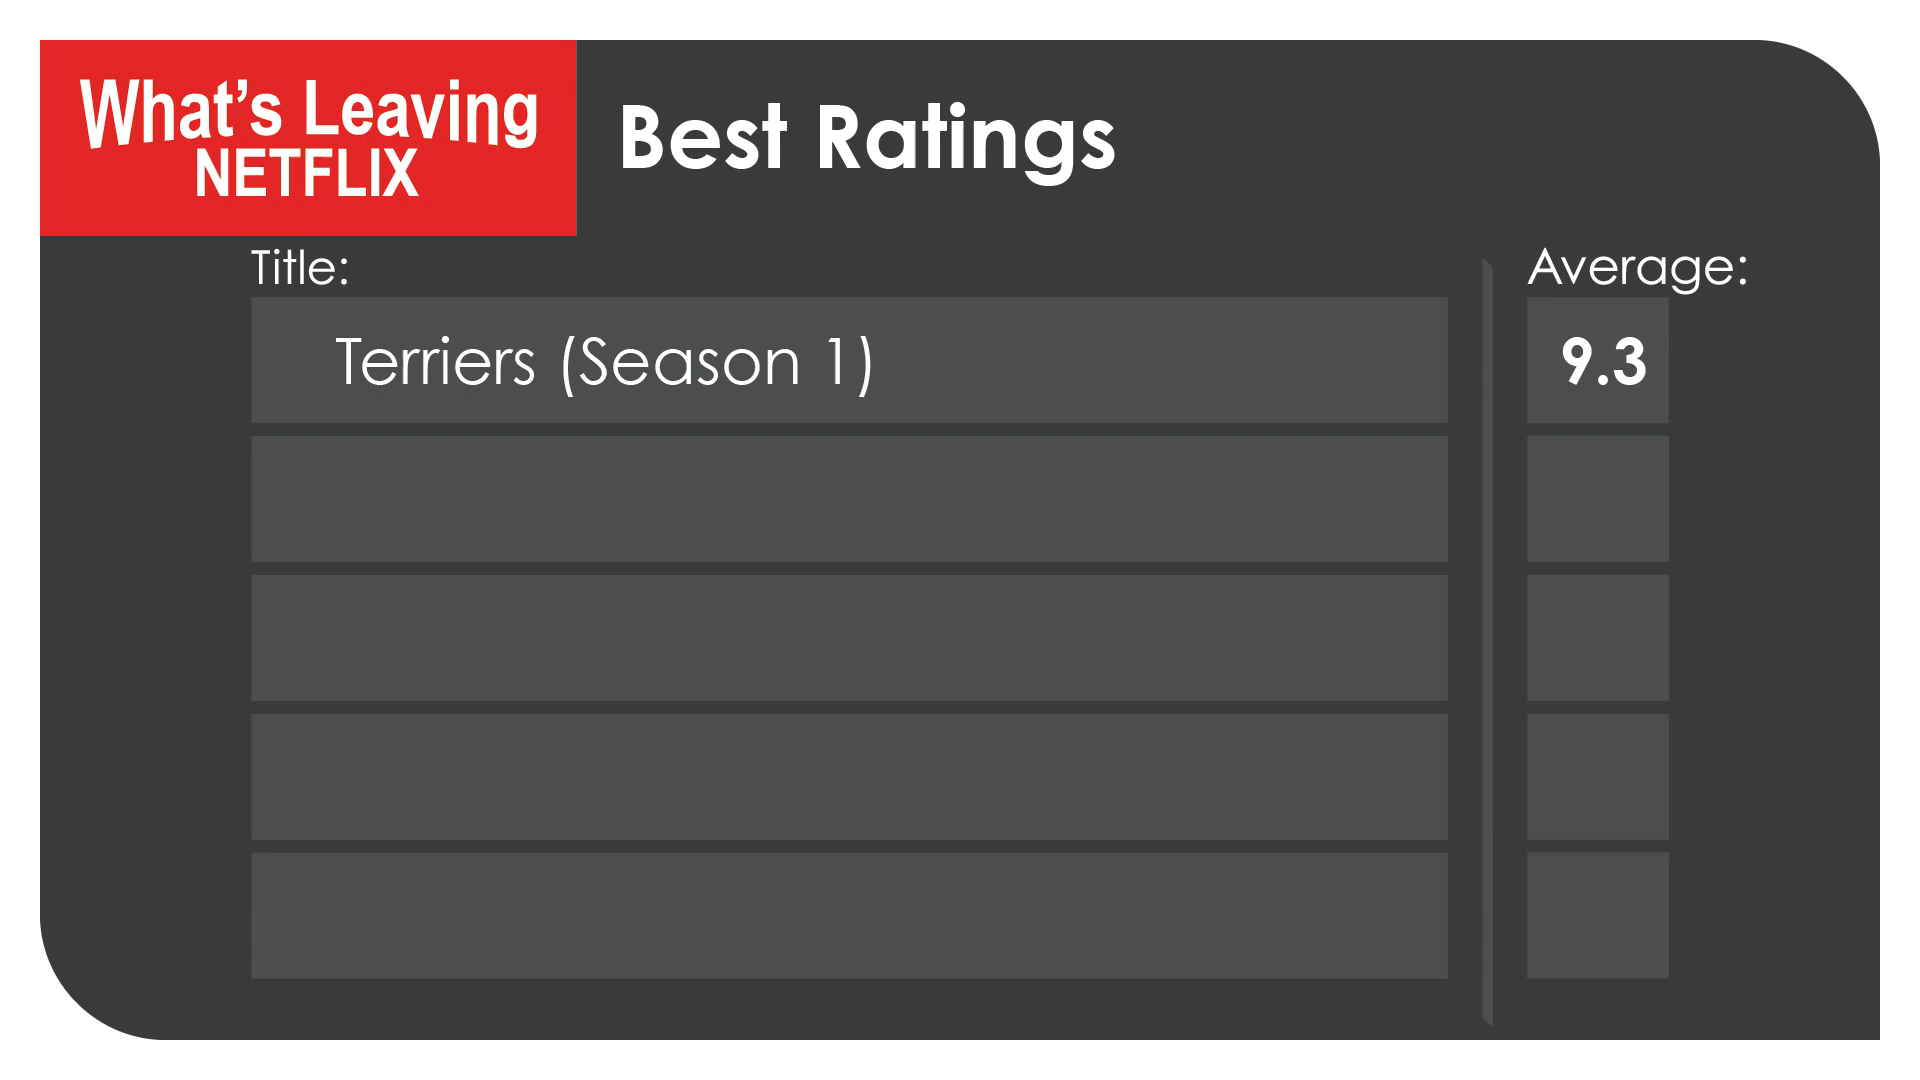 What's Leaving
NETFLIX
Best Ratings
Title:
Average:
Terriers (Season 1)
9.3